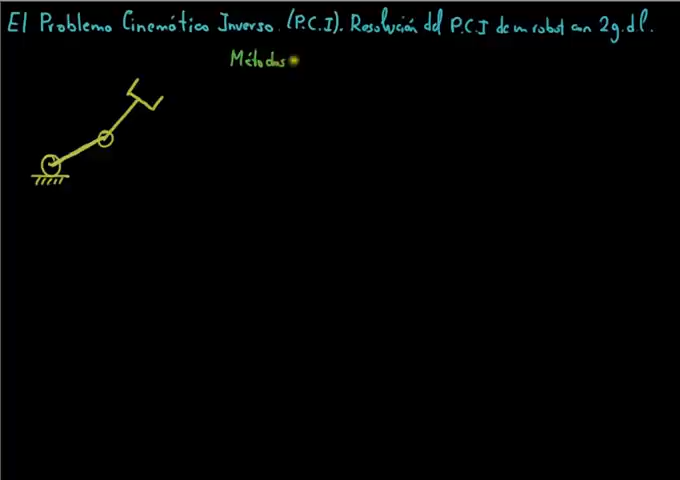 El Problema Cinemático Inverso. (P.C.I). Resolución del P.C.I de un robot con 2 g.d.l.
Métodos